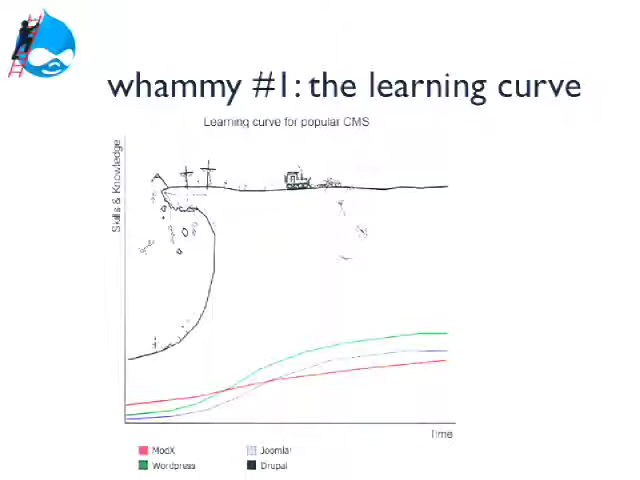 whammy #1: the learning curve
Learning curve for popular CMS
Skills & Knowledge
Time
ModX
Joomla!
Wordpress
Drupal